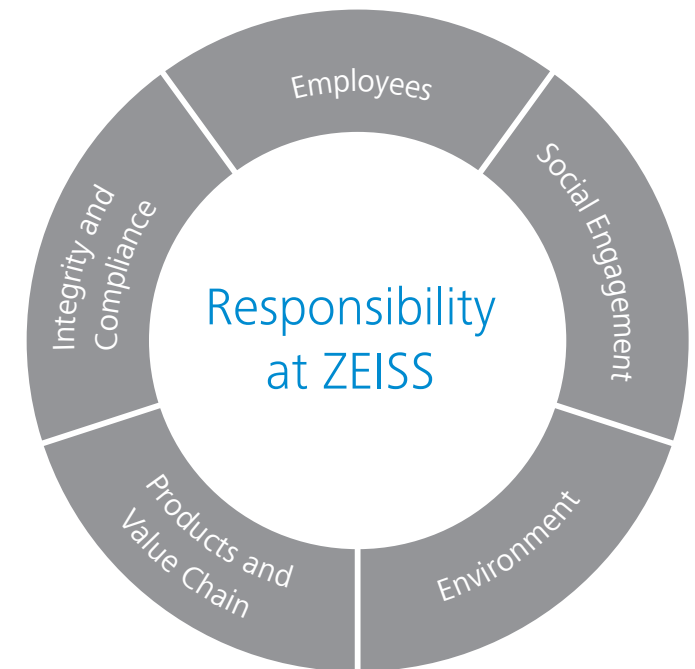 Employees
Social Engagement
Environment
Products and
Value Chain
Integrity and
Compliance
Responsibility
at ZEISS